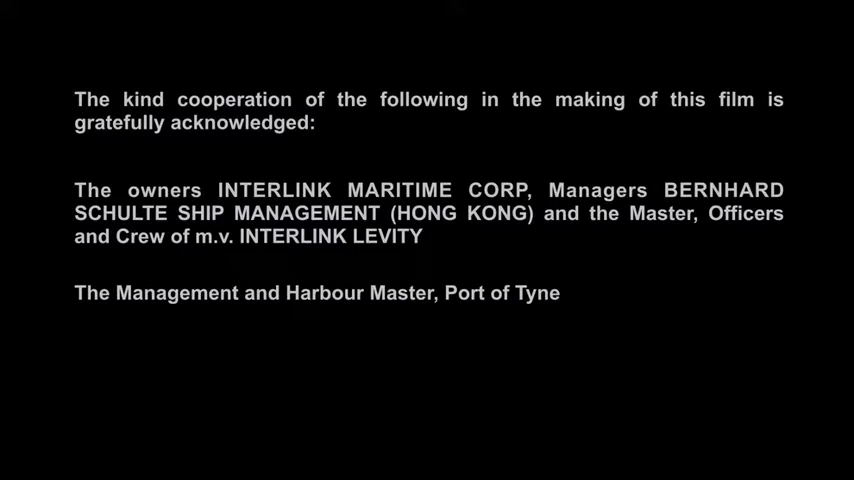 The kind cooperation of the following in the making of this film is
gratefully acknowledged:
The owners INTERLINK MARITIME CORP, Managers BERNHARD
SCHULTE SHIP MANAGEMENT (HONG KONG) and the Master, Officers
and Crew of m.v. INTERLINK LEVITY
The Management and Harbour Master, Port of Tyne